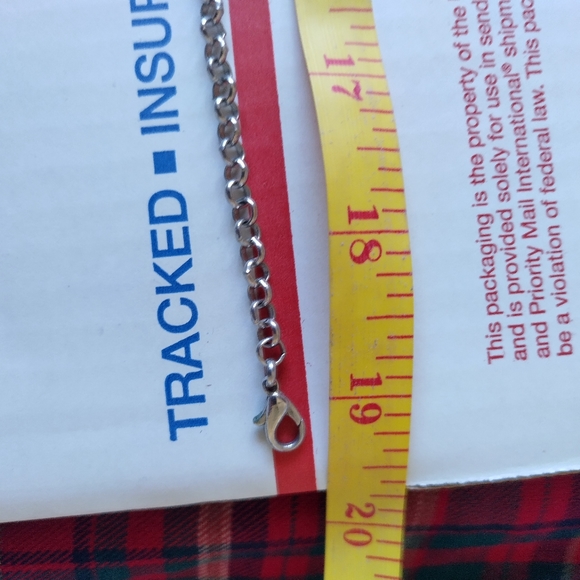 TRACKED ■ INSUR
17
18
19
20
This packaging is the property of the
and is provided solely for use in send
and Priority Mail International® shipm
be a violation of federal law. This pac